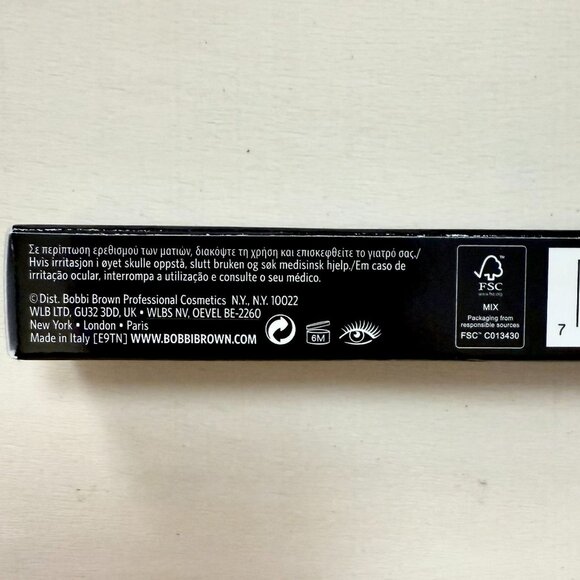 Σε περίπτωση ερεθισμού των ματιών, διακόψτε τη χρήση και επισκεφθείτε το γιατρό σας./
Hvis irritasjon i øyet skulle oppstå, slutt bruken og søk medisinsk hjelp./Em caso de
irritação ocular, interrompa a utilização e consulte o seu médico.
©Dist. Bobbi Brown Professional Cosmetics N.Y., N.Y. 10022
WLB LTD, GU32 3DD, UK • WLBS NV, OEVEL BE-2260
New York • London • Paris
Made in Italy [E9TN] WWW.BOBBIBROWN.COM
6M
FSC
www.fsc.org
MIX
Packaging from
responsible sources
FSC™ C013430
7